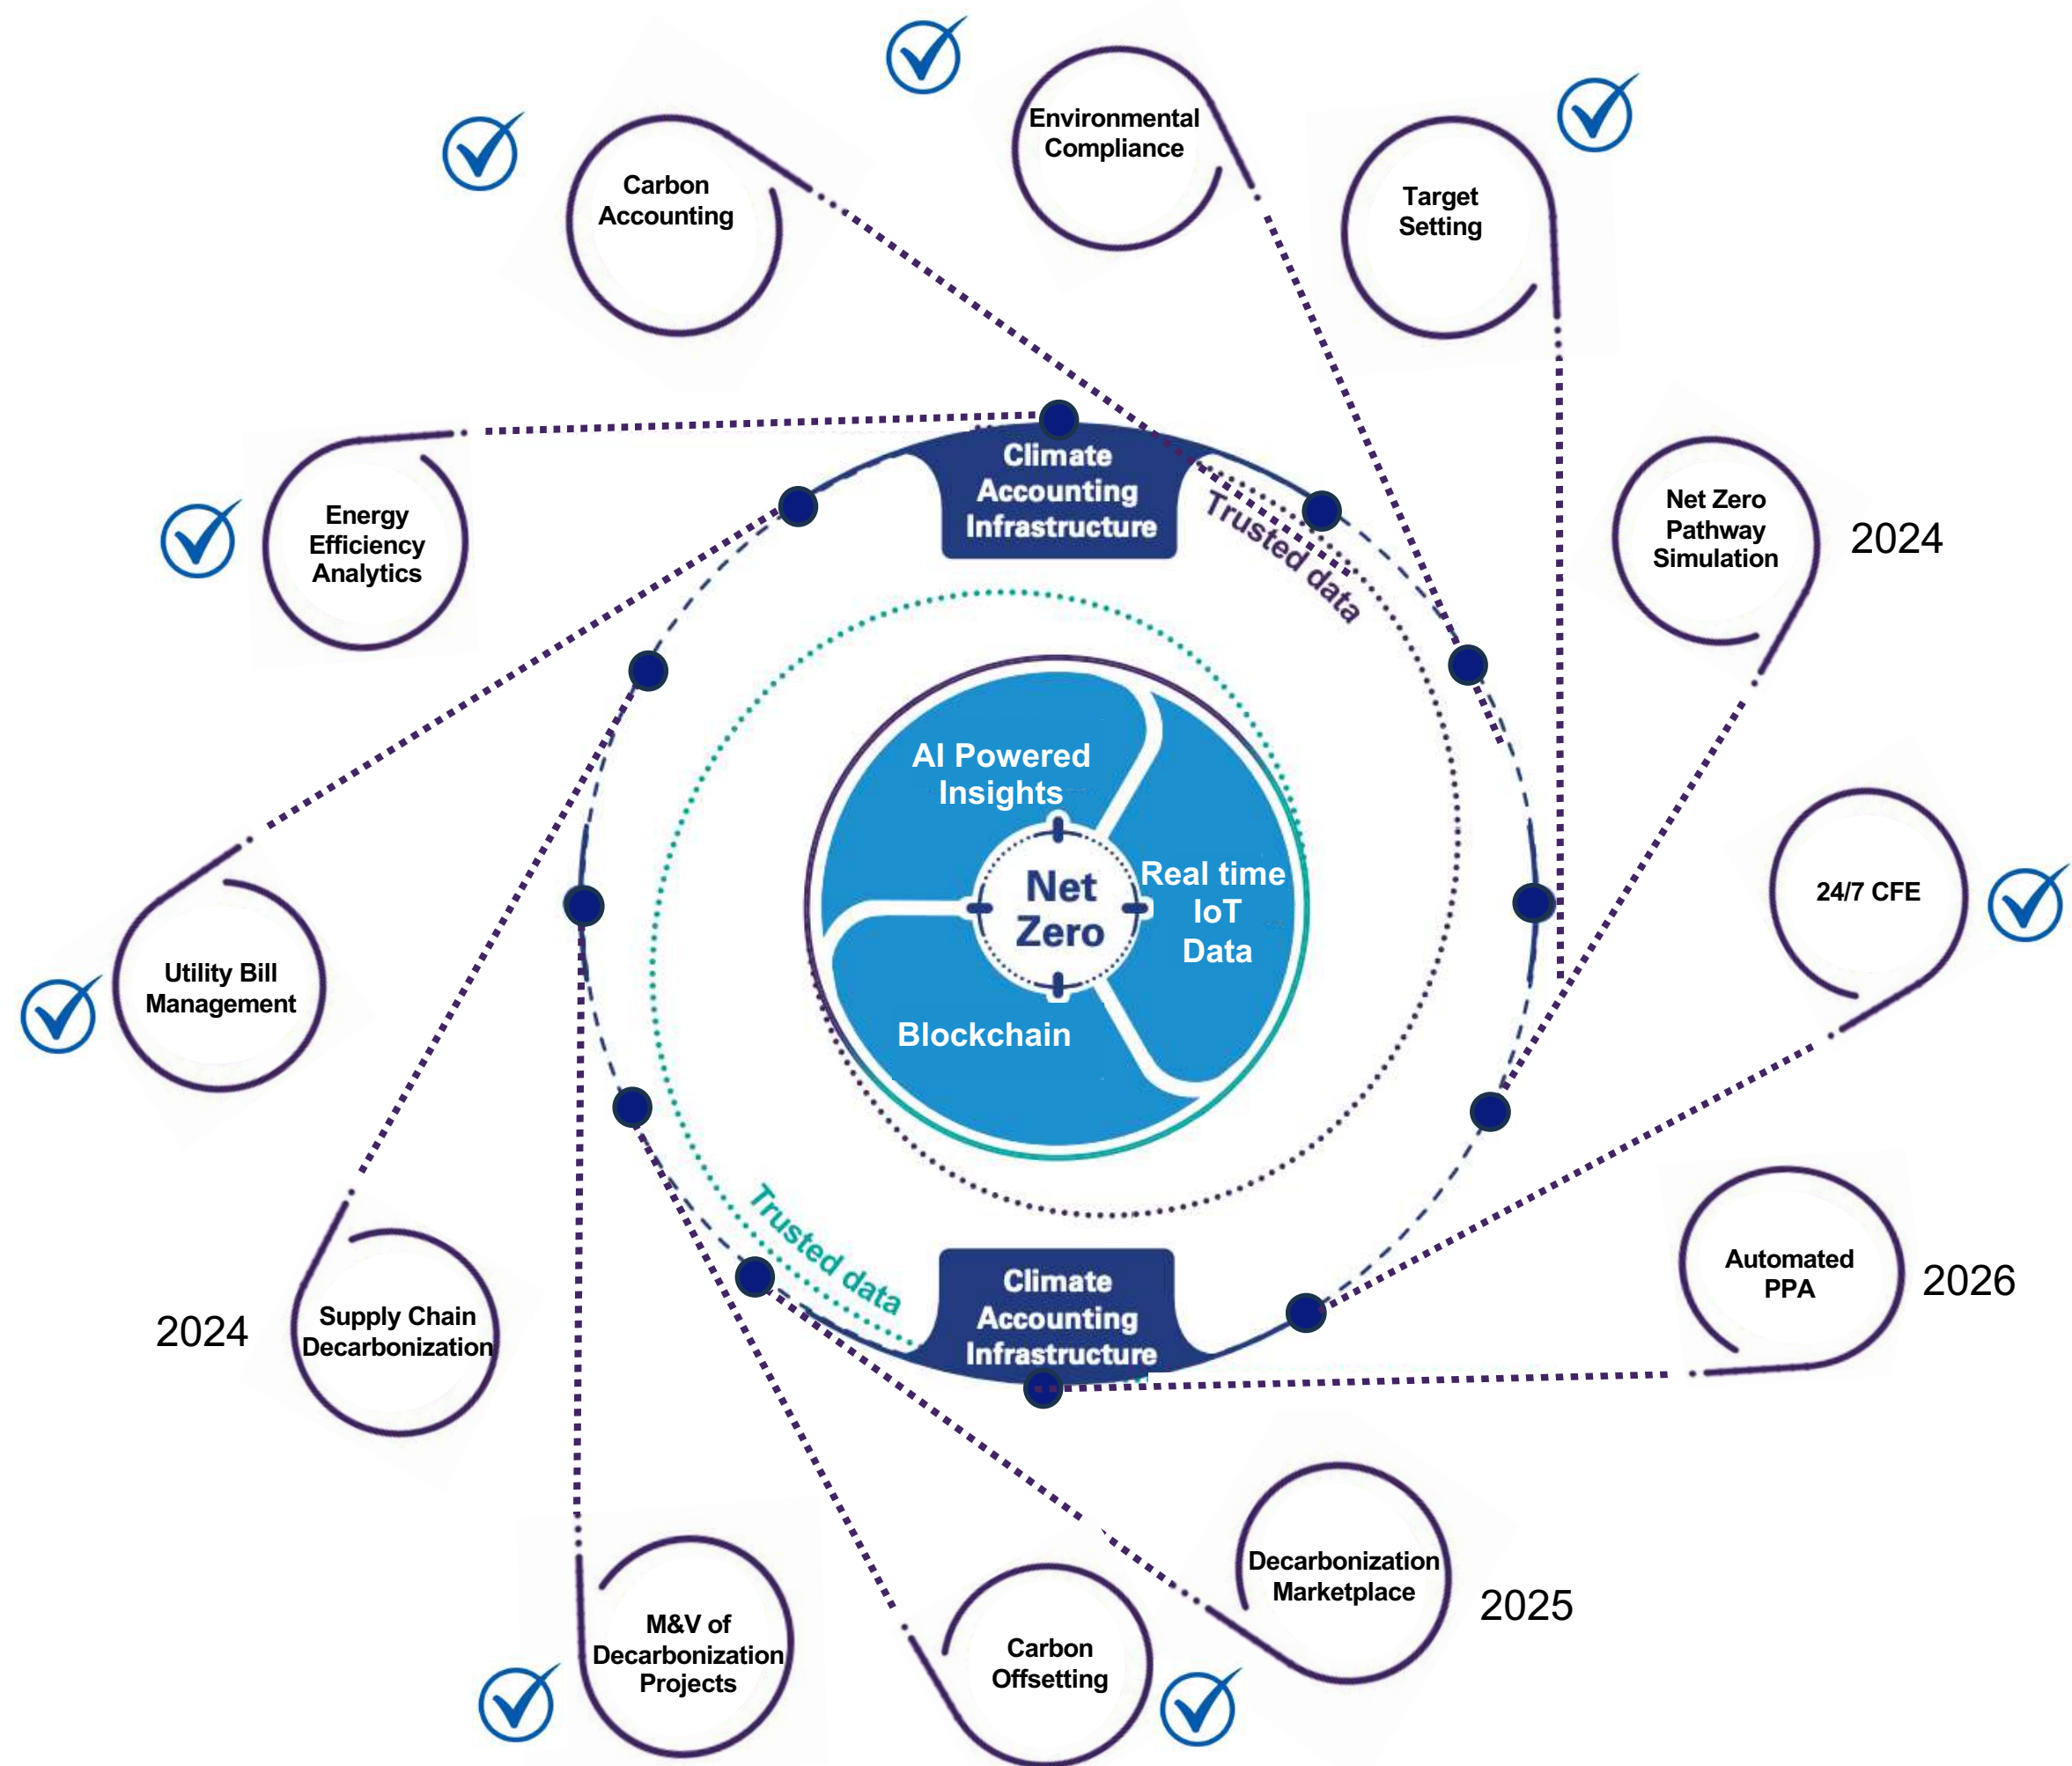 Environmental
Compliance
Carbon
Accounting
Target
Setting
Net Zero
Pathway
Simulation
2024
Energy
Efficiency
Analytics
Climate
Accounting
Infrastructure
Trusted data
AI Powered
Insights
Real time
IoT
Data
Net
Zero
Blockchain
24/7 CFE
Utility Bill
Management
Trusted data
Climate
Accounting
Infrastructure
Automated
PPA
2026
2024
Supply Chain
Decarbonization
Decarbonization
Marketplace
2025
M&V of
Decarbonization
Projects
Carbon
Offsetting